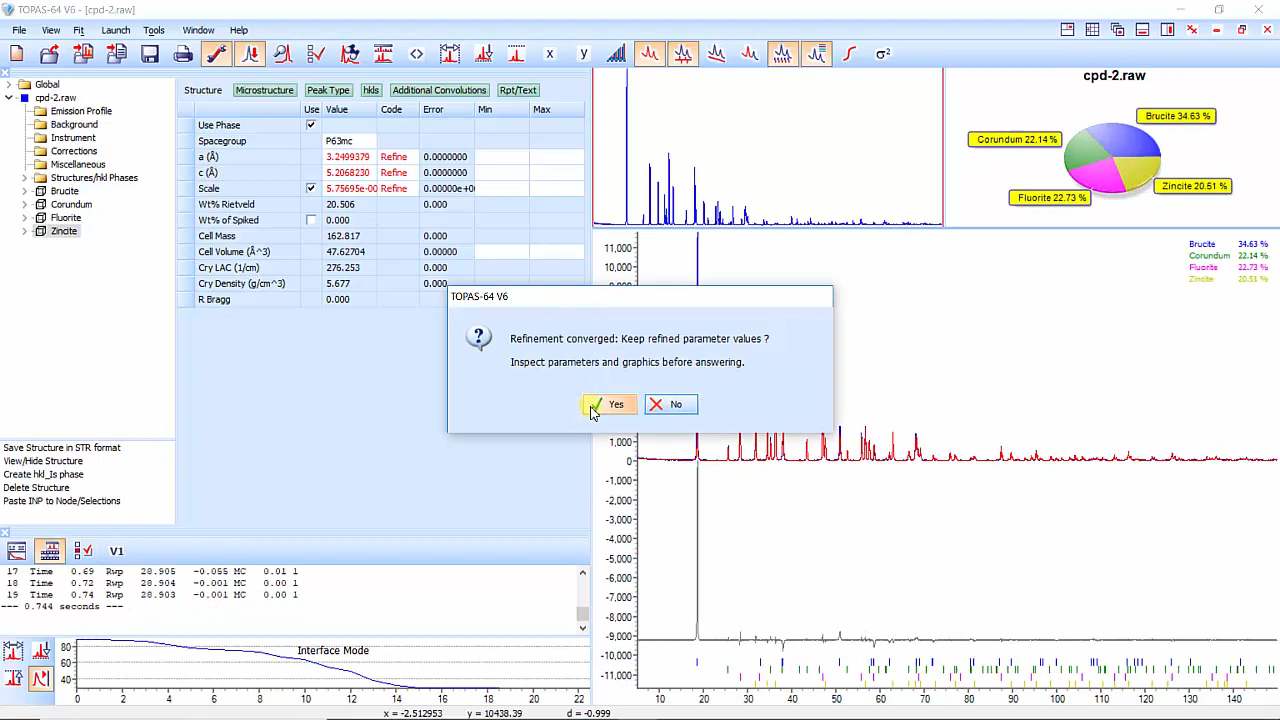 TOPAS-64 V6 - [cpd-2.raw]
File View Fit Launch Tools Window Help
x y σ²
Global
cpd-2.raw
Emission Profile
Background
Instrument
Corrections
Miscellaneous
Structures/hkl Phases
Brucite
Corundum
Fluorite
Zincite
Save Structure in STR format
View/Hide Structure
Create hkl_Is phase
Delete Structure
Paste INP to Node/Selections
Structure Microstructure Peak Type hkls Additional Convolutions Rpt/Text
Use Value Code Error Min Max
Use Phase
Spacegroup P63mc
a (Å) 3.2499379 Refine 0.0000000
c (Å) 5.2068230 Refine 0.0000000
Scale 5.75695e-00 Refine 0.00000e+00
Wt% Rietveld 20.505 0.000
Wt% of Spiked 0.000
Cell Mass 162.817 0.000
Cell Volume (Å^3) 47.62704 0.00000
Cry LAC (1/cm) 276.253 0.000
Cry Density (g/cm^3) 5.677 0.000
R Bragg 0.000
cpd-2.raw
Brucite 34.63 %
Corundum 22.14 %
Zincite 20.51 %
Fluorite 22.73 %
Brucite 34.63 %
Corundum 22.14 %
Fluorite 22.73 %
Zincite 20.51 %
11,000
10,000
9,000
1,000
0
-1,000
-2,000
-3,000
-4,000
-5,000
-6,000
-7,000
-8,000
-9,000
-10,000
-11,000
10 20 30 40 50 60 70 80 90 100 110 120 130 140
TOPAS-64 V6
Refinement converged: Keep refined parameter values ?
Inspect parameters and graphics before answering.
Yes No
V1
17 Time 0.69 Rwp 28.905 -0.055 MC 0.01 1
18 Time 0.72 Rwp 28.904 -0.001 MC 0.00 1
19 Time 0.74 Rwp 28.903 -0.001 MC 0.00 1
--- 0.744 seconds ---
Interface Mode
80
60
40
0 2 4 6 8 10 12 14 16 18 20 22
x = -2.512953 y = 10438.39 d = -0.999